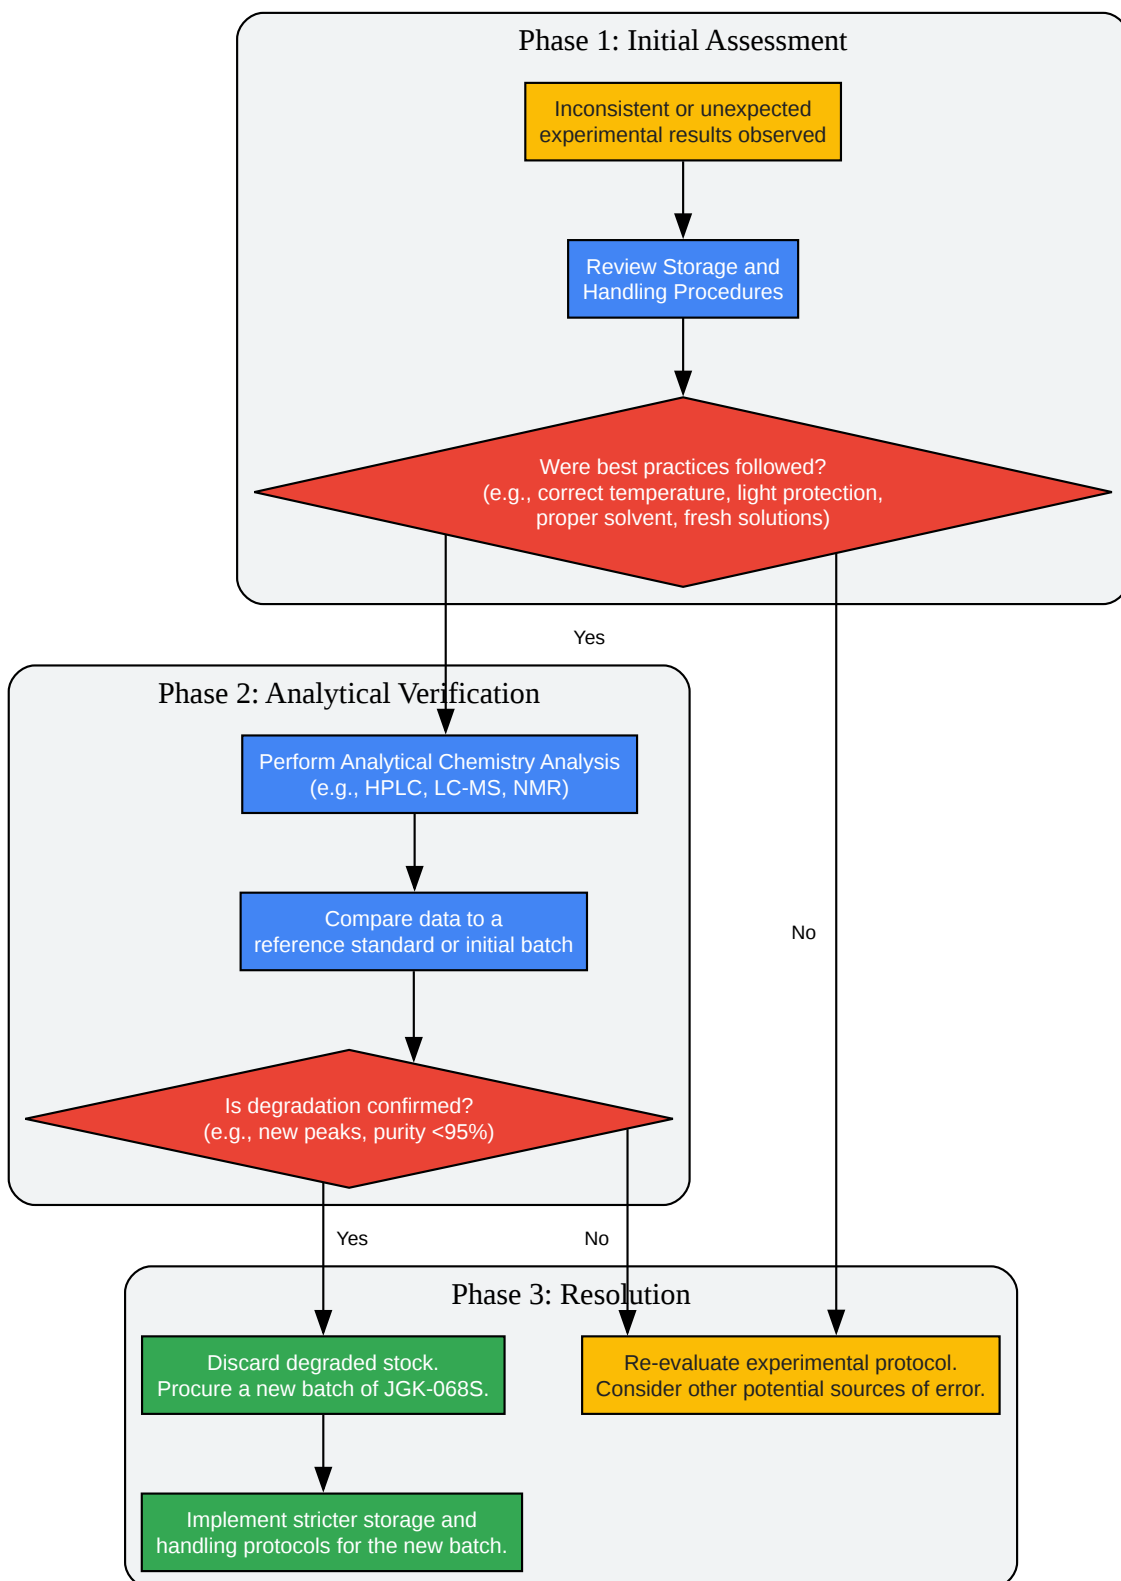 Phase 1: Initial Assessment
Inconsistent or unexpected
experimental results observed
Review Storage and
Handling Procedures
Were best practices followed?
(e.g., correct temperature, light protection,
proper solvent, fresh solutions)
Yes
Phase 2: Analytical Verification
Perform Analytical Chemistry Analysis
(e.g., HPLC, LC-MS, NMR)
Compare data to a
reference standard or initial batch
No
Is degradation confirmed?
(e.g., new peaks, purity <95%)
Yes
No
Phase 3: Resolution
Discard degraded stock.
Procure a new batch of JGK-068S.
Re-evaluate experimental protocol.
Consider other potential sources of error.
Implement stricter storage and
handling protocols for the new batch.